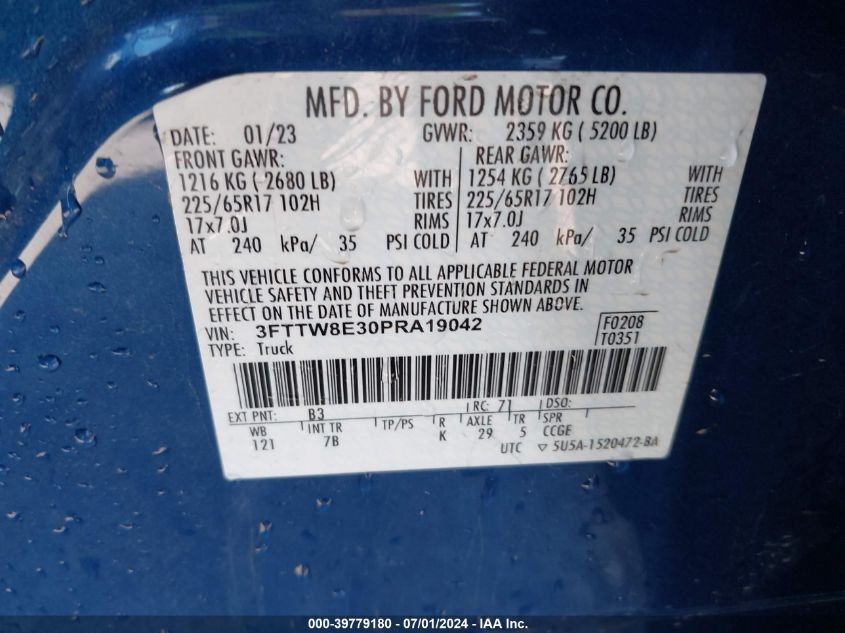 MFD. BY FORD MOTOR CO.
DATE: 01/23 GVWR: 2359 KG ( 5200 LB)
FRONT GAWR: REAR GAWR:
1216 KG ( 2680 LB) WITH 1254 KG ( 2765 LB) WITH
225/65R17 102H TIRES 225/65R17 102H TIRES
17x7.0J RIMS 17x7.0J RIMS
AT 240 kPa/ 35 PSI COLD AT 240 kPa/ 35 PSI COLD
THIS VEHICLE CONFORMS TO ALL APPLICABLE FEDERAL MOTOR
VEHICLE SAFETY AND THEFT PREVENTION STANDARDS IN
EFFECT ON THE DATE OF MANUFACTURE SHOWN ABOVE.
VIN: 3FTTW8E30PRA19042 F0208
TYPE: Truck T0351
EXT PNT: B3 RC: 71 DSO:
WB INT TR TP/PS R AXLE TR SPR
121 7B K 29 5 CCGE
UTC ▽ 5U5A-1520472-BA
000-39779180 - 07/01/2024 - IAA Inc.